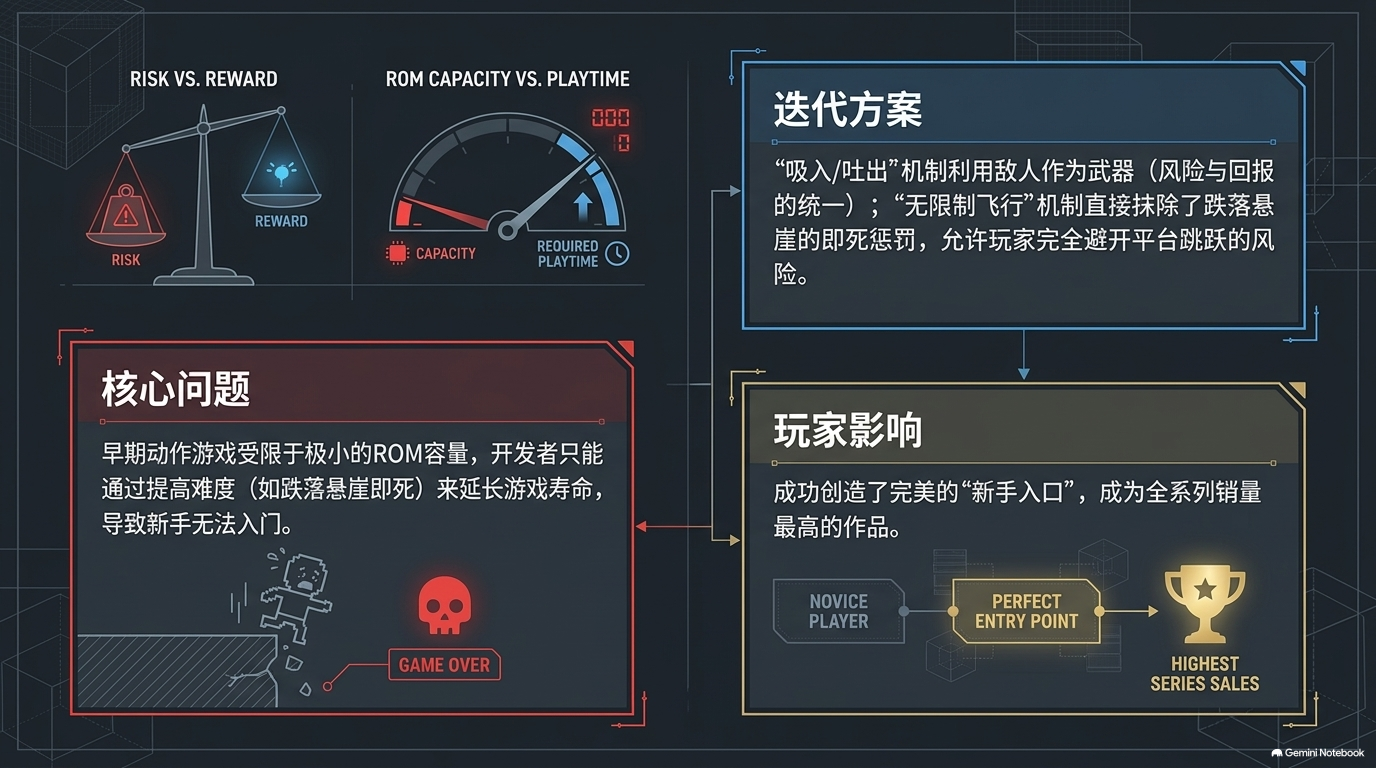 RISK VS. REWARD
RISK
REWARD
ROM CAPACITY VS. PLAYTIME
000
0
CAPACITY
REQUIRED
PLAYTIME
核心问题
早期动作游戏受限于极小的ROM容量，开发者只能
通过提高难度（如跌落悬崖即死）来延长游戏寿命，
导致新手无法入门。
GAME OVER
迭代方案
“吸入/吐出”机制利用敌人作为武器（风险与回报
的统一）；“无限制飞行”机制直接抹除了跌落悬
崖的即死惩罚，允许玩家完全避开平台跳跃的风
险。
玩家影响
成功创造了完美的“新手入口”，成为全系列销量
最高的作品。
NOVICE
PLAYER
PERFECT
ENTRY POINT
HIGHEST
SERIES SALES
Gemini Notebook